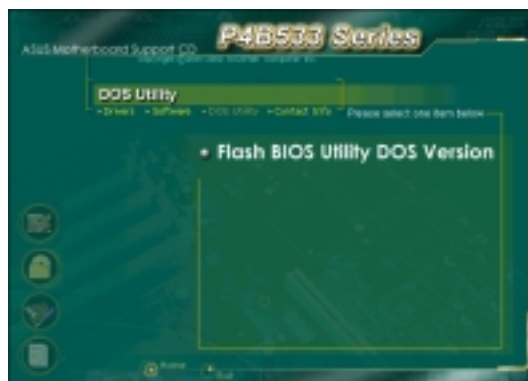 P4B533 Series
ASUS Motherboard Support CD
DOS Utility
Drivers Software DOS Utility Contact Info Please select one item below
Flash BIOS Utility DOS Version
Home